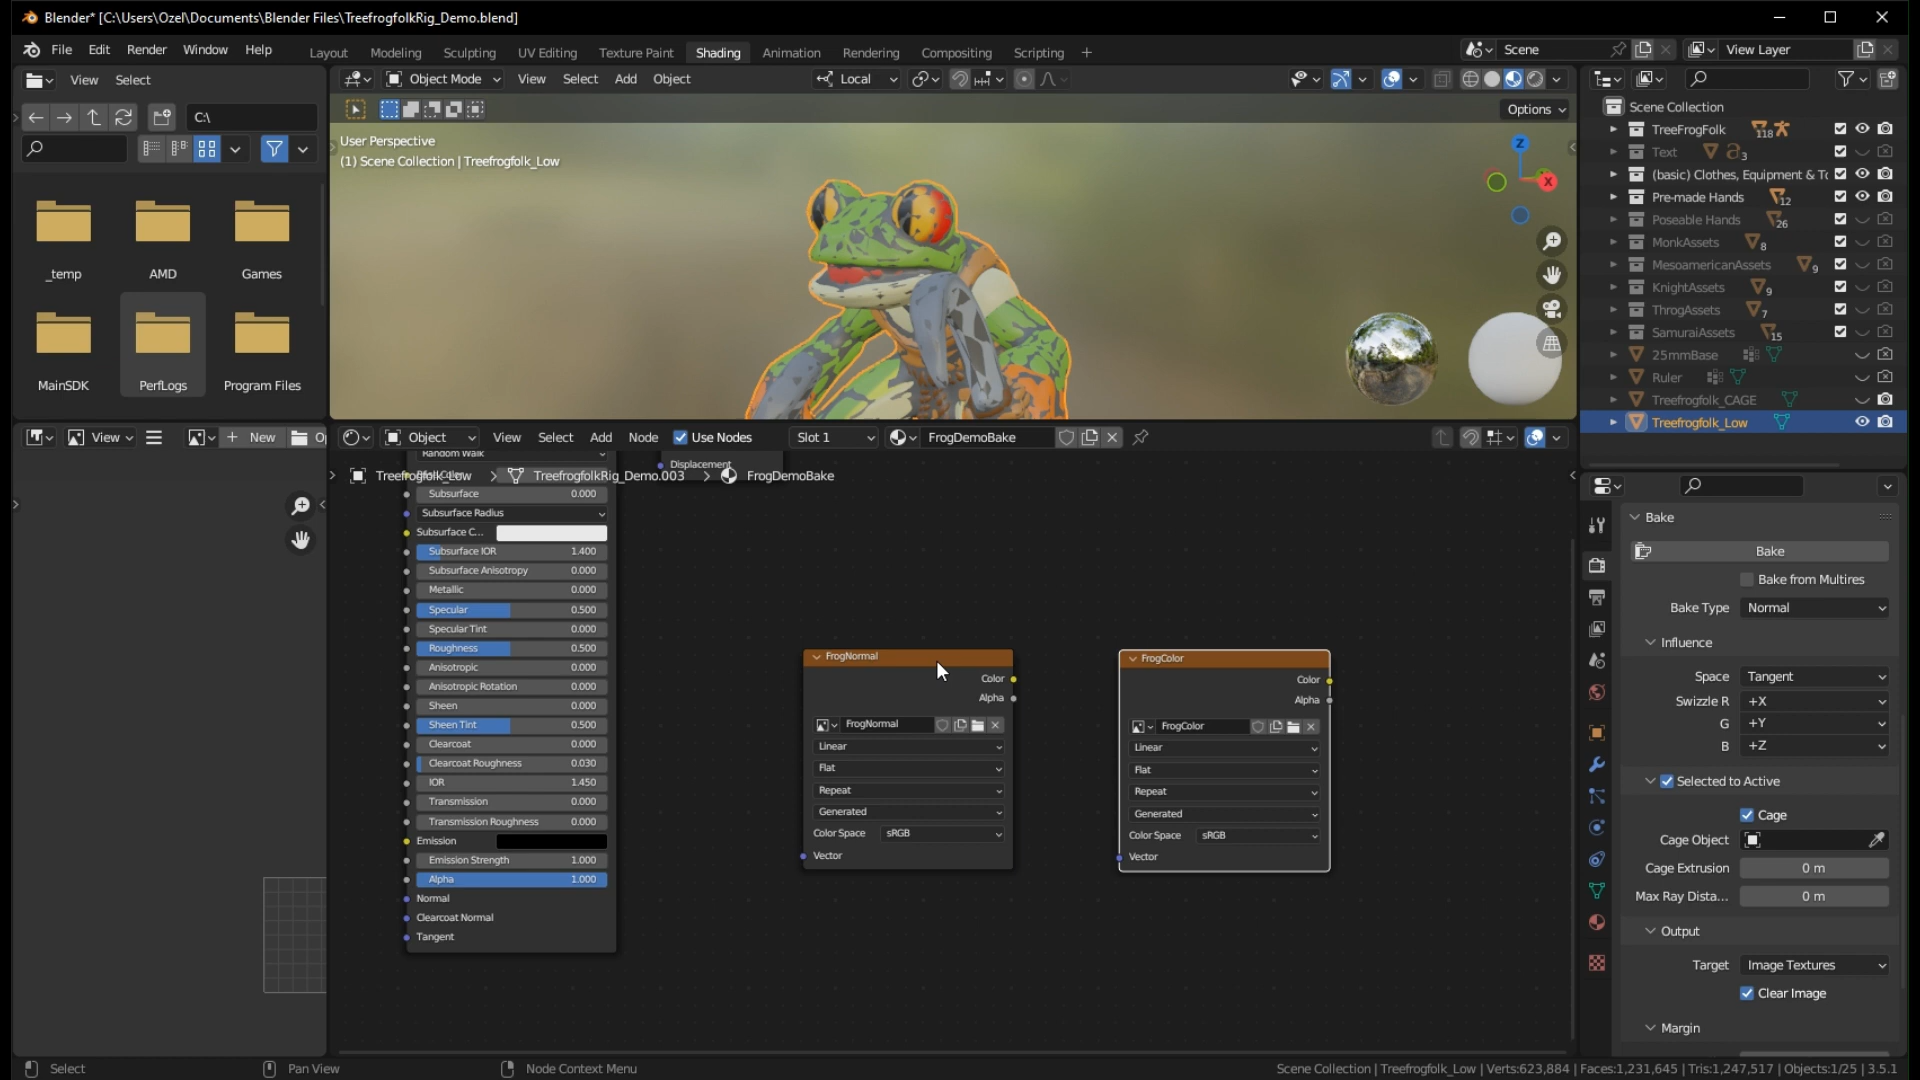 Blender* [C:\Users\Ozel\Documents\Blender Files\TreefrogfolkRig_Demo.blend]
File Edit Render Window Help
Layout Modeling Sculpting UV Editing Texture Paint Shading Animation Rendering Compositing Scripting +
Scene
View Layer
View Select
C:\
_temp
AMD
Games
MainSDK
PerfLogs
Program Files
Object Mode View Select Add Object
Local
Options
User Perspective
(1) Scene Collection | Treefrogfolk_Low
Z
X
Scene Collection
TreeFrogFolk 118
Text 3
(basic) Clothes, Equipment & To
Pre-made Hands 12
Poseable Hands 26
MonkAssets 8
MesoamericanAssets 9
KnightAssets 9
ThrogAssets 7
SamuraiAssets 15
25mmBase
Ruler
Treefrogfolk_CAGE
Treefrogfolk_Low
View
+ New
Object View Select Add Node Use Nodes
Slot 1
FrogDemoBake
Random Walk
Displacement
Treefrogfolk_Low > TreefrogfolkRig_Demo.003 > FrogDemoBake
Subsurface 0.000
Subsurface Radius
Subsurface C...
Subsurface IOR 1.400
Subsurface Anisotropy 0.000
Metallic 0.000
Specular 0.500
Specular Tint 0.000
Roughness 0.500
Anisotropic 0.000
Anisotropic Rotation 0.000
Sheen 0.000
Sheen Tint 0.500
Clearcoat 0.000
Clearcoat Roughness 0.030
IOR 1.450
Transmission 0.000
Transmission Roughness 0.000
Emission
Emission Strength 1.000
Alpha 1.000
Normal
Clearcoat Normal
Tangent
FrogNormal
Color
Alpha
FrogNormal
Linear
Flat
Repeat
Generated
Color Space sRGB
Vector
FrogColor
Color
Alpha
FrogColor
Linear
Flat
Repeat
Generated
Color Space sRGB
Vector
Bake
Bake
Bake from Multires
Bake Type Normal
Influence
Space Tangent
Swizzle R +X
G +Y
B +Z
Selected to Active
Cage
Cage Object
Cage Extrusion 0 m
Max Ray Dista... 0 m
Output
Target Image Textures
Clear Image
Margin
Select
Pan View
Node Context Menu
Scene Collection | Treefrogfolk_Low | Verts:623,884 | Faces:1,231,645 | Tris:1,247,517 | Objects:1/25 | 3.5.1